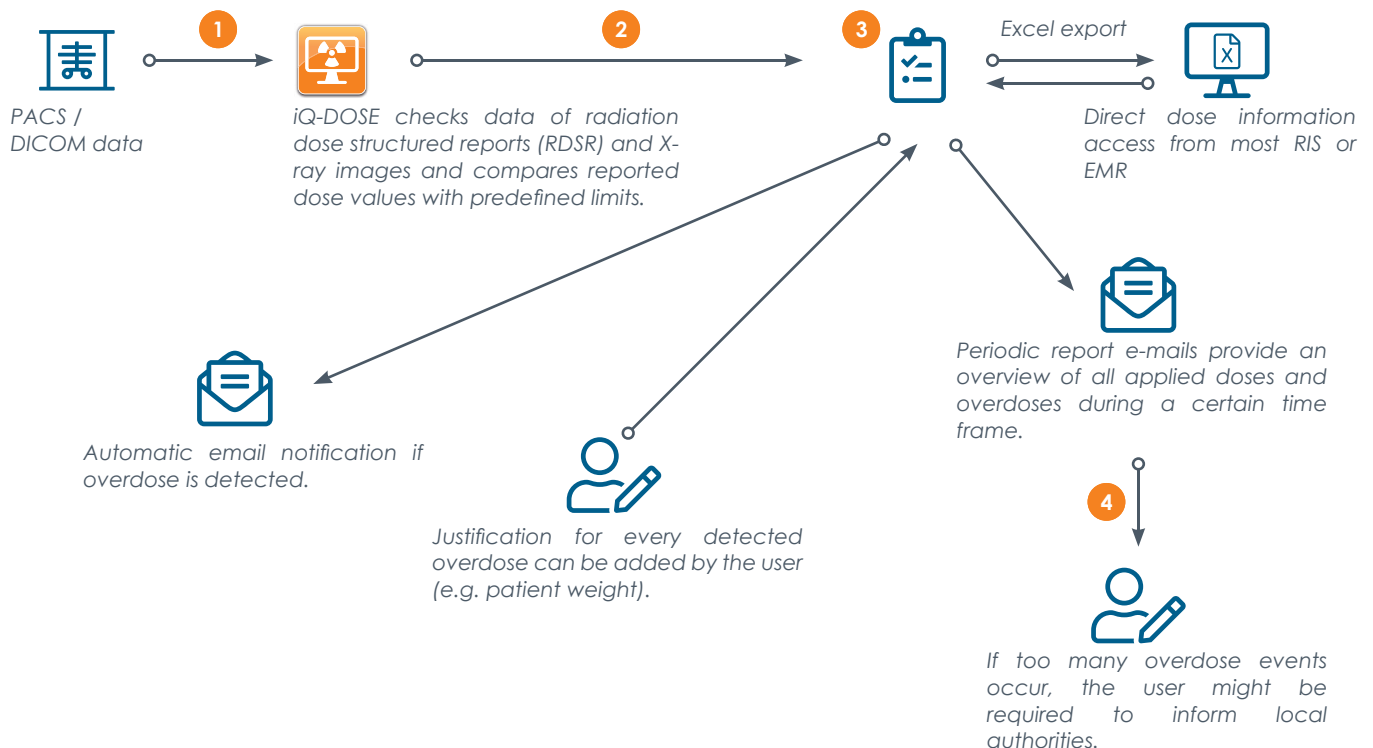 1
2
3
Excel export
X
PACS /
DICOM data
iQ-DOSE checks data of radiation
dose structured reports (RDSR) and X-
ray images and compares reported
dose values with predefined limits.
Direct dose information
access from most RIS or
EMR
Periodic report e-mails provide an
overview of all applied doses and
overdoses during a certain time
frame.
Automatic email notification if
overdose is detected.
4
Justification for every detected
overdose can be added by the user
(e.g. patient weight).
If too many overdose events
occur, the user might be
required to inform local
authorities.